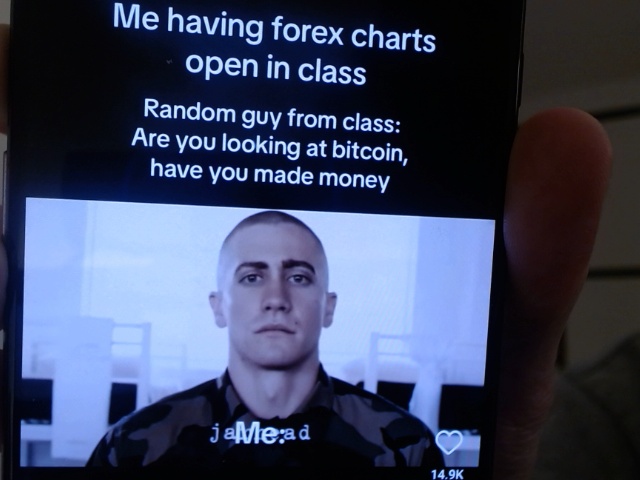 Me having forex charts
open in class
Random guy from class:
Are you looking at bitcoin,
have you made money
jarhead
Me:
14.9K